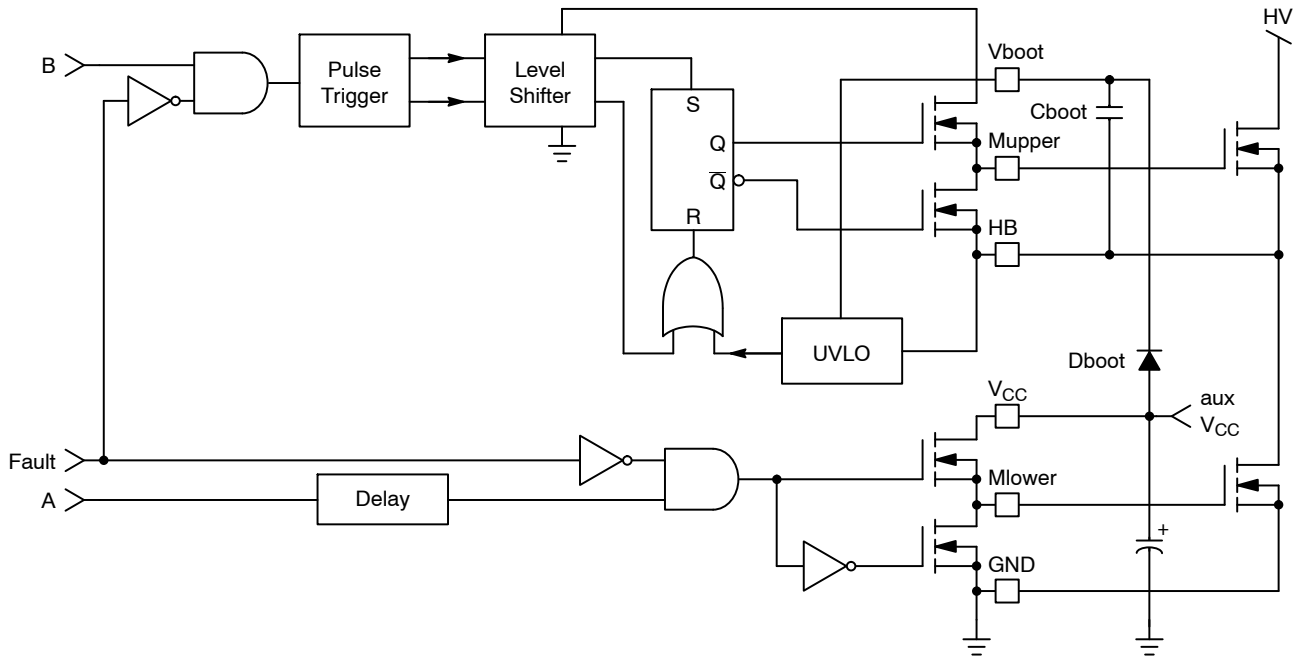 HV
Vboot
B
Pulse
Trigger
Level
Shifter
Cboot
S
Q
Mupper
Q̅
R
HB
UVLO
Dboot
VCC
aux
VCC
Fault
A
Delay
Mlower
+
GND